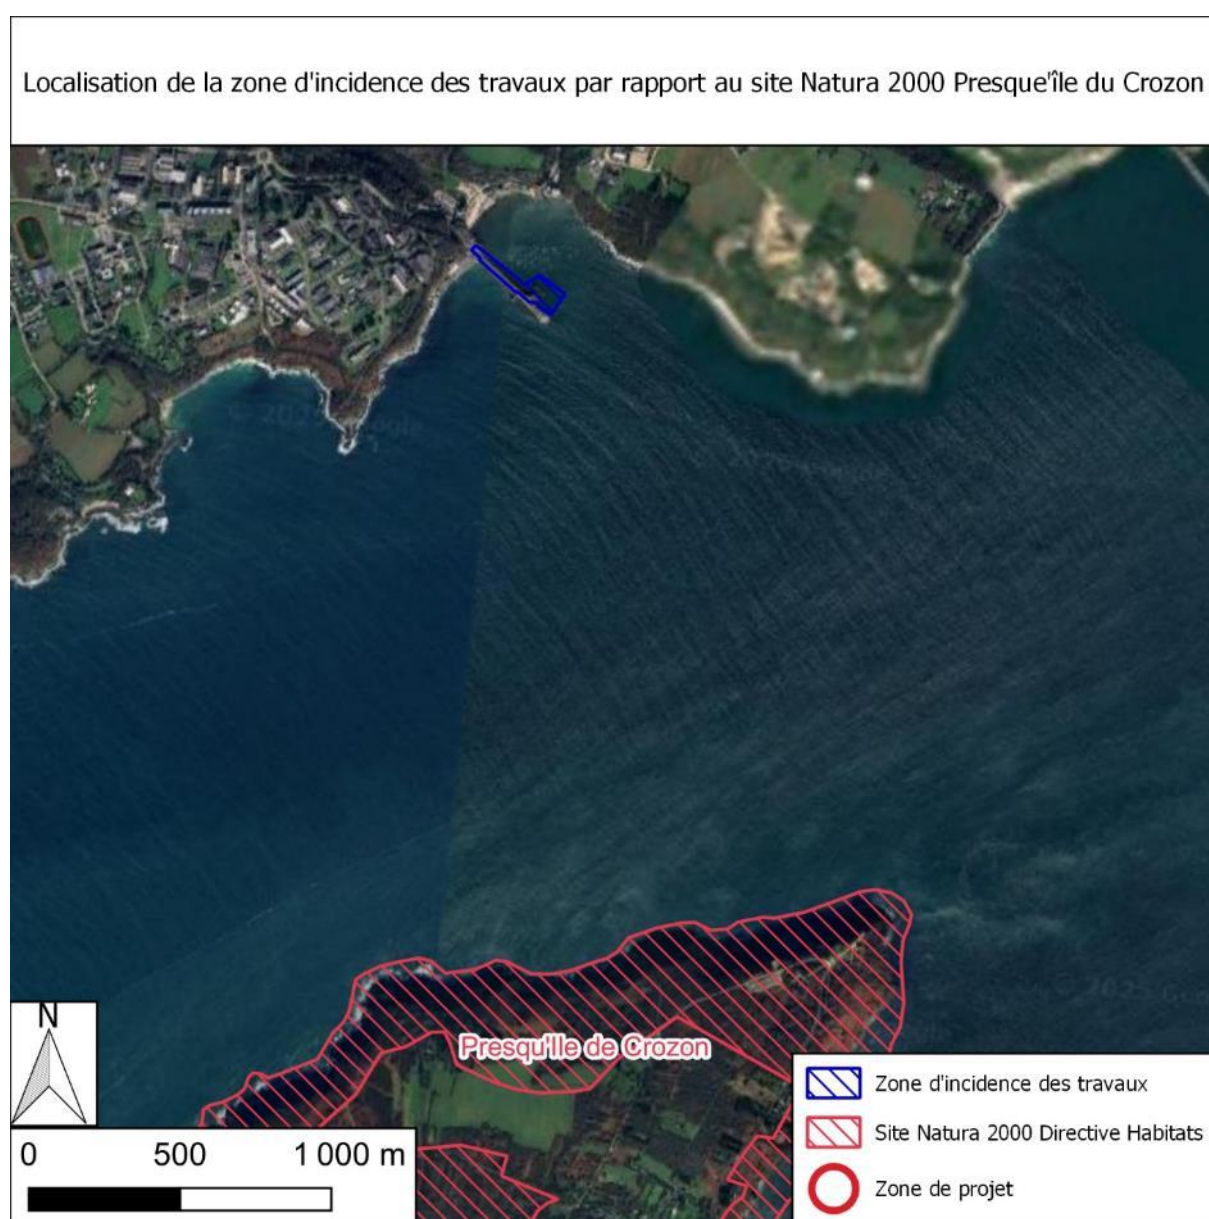 Localisation de la zone d'incidence des travaux par rapport au site Natura 2000 Presque'île du Crozon
Presqu'Ile de Crozon
N
0 500 1 000 m
Zone d'incidence des travaux
Site Natura 2000 Directive Habitats
Zone de projet